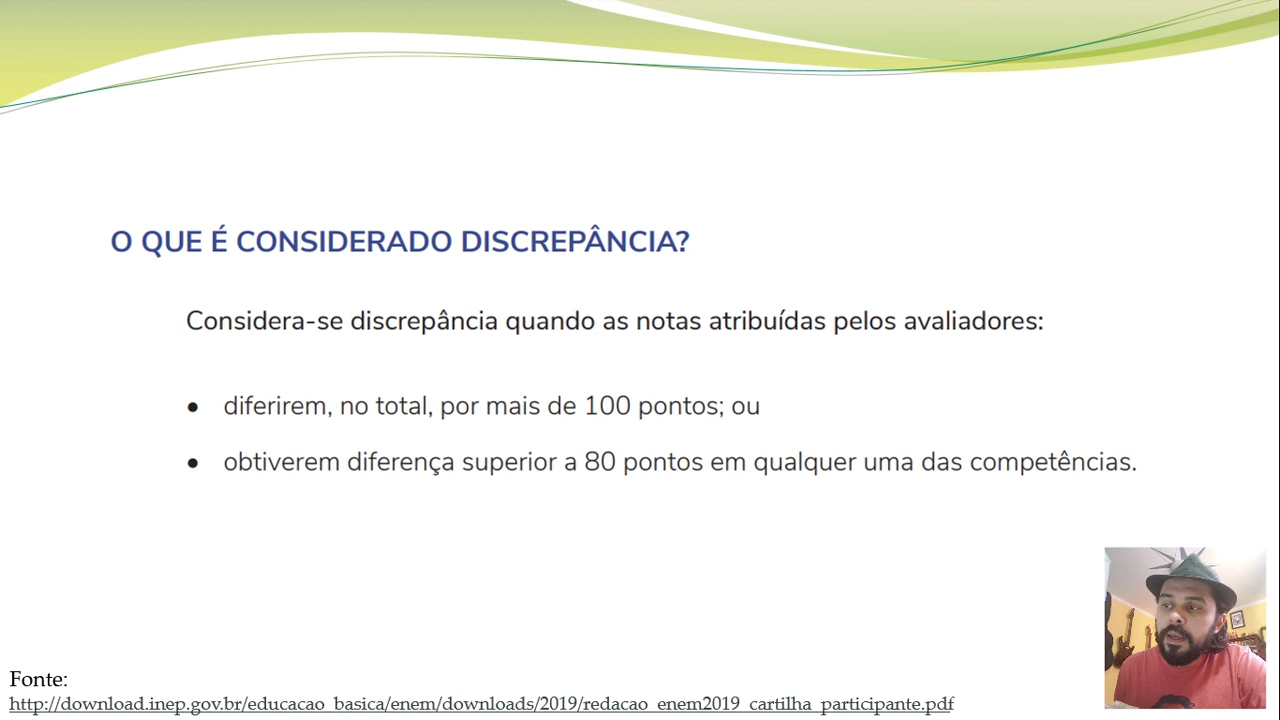 O QUE É CONSIDERADO DISCREPÂNCIA?
Considera-se discrepância quando as notas atribuídas pelos avaliadores:
• diferirem, no total, por mais de 100 pontos; ou
• obtiverem diferença superior a 80 pontos em qualquer uma das competências.
Fonte:
http://download.inep.gov.br/educacao_basica/enem/downloads/2019/redacao_enem2019_cartilha_participante.pdf